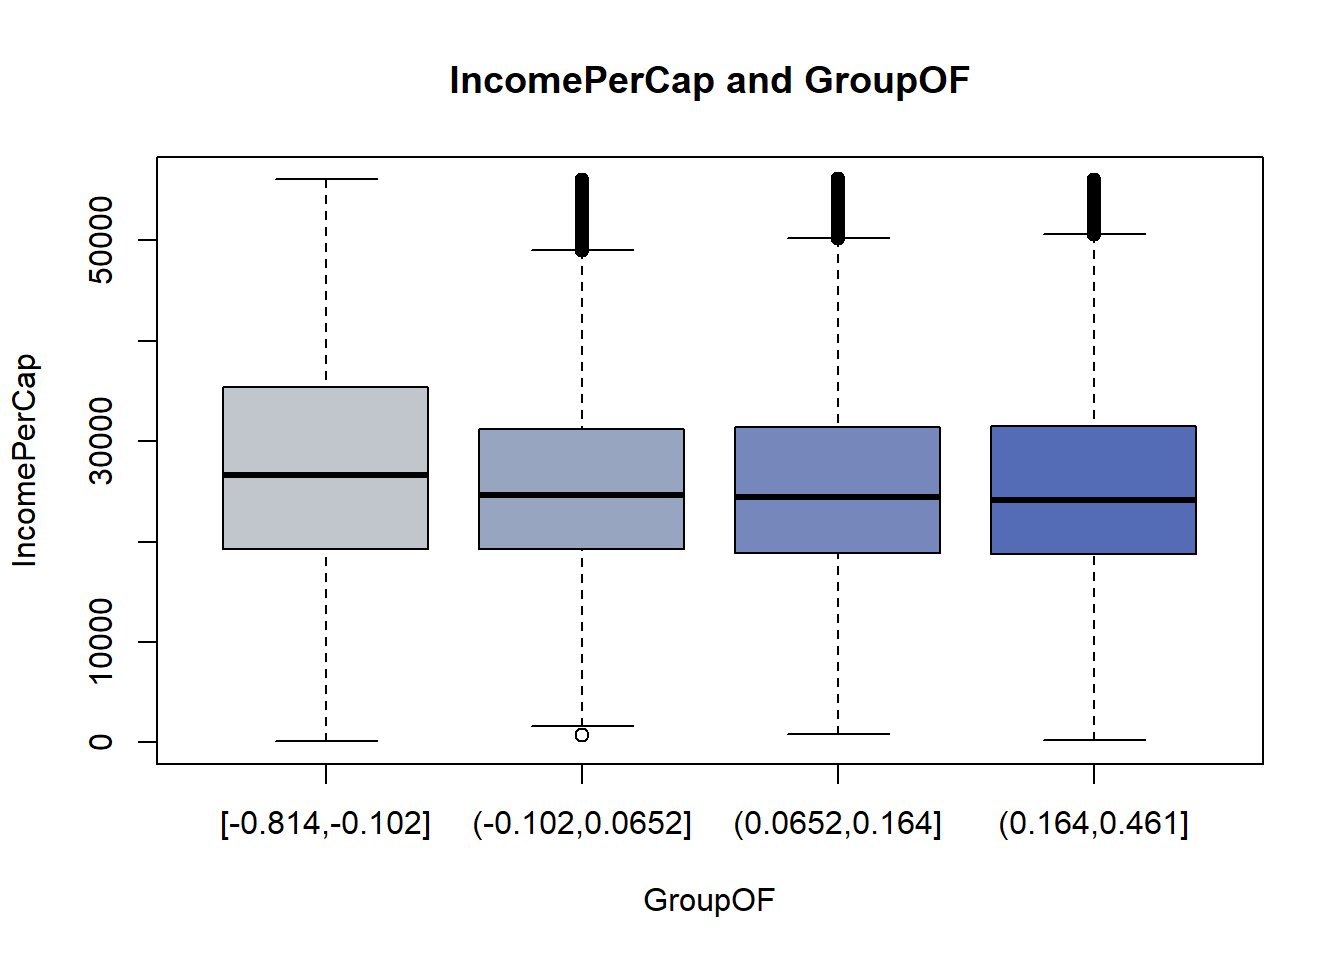 IncomePerCap and GroupOF
IncomePerCap
50000
30000
10000
0
[-0.814,-0.102]
(-0.102,0.0652]
(0.0652,0.164]
(0.164,0.461]
GroupOF